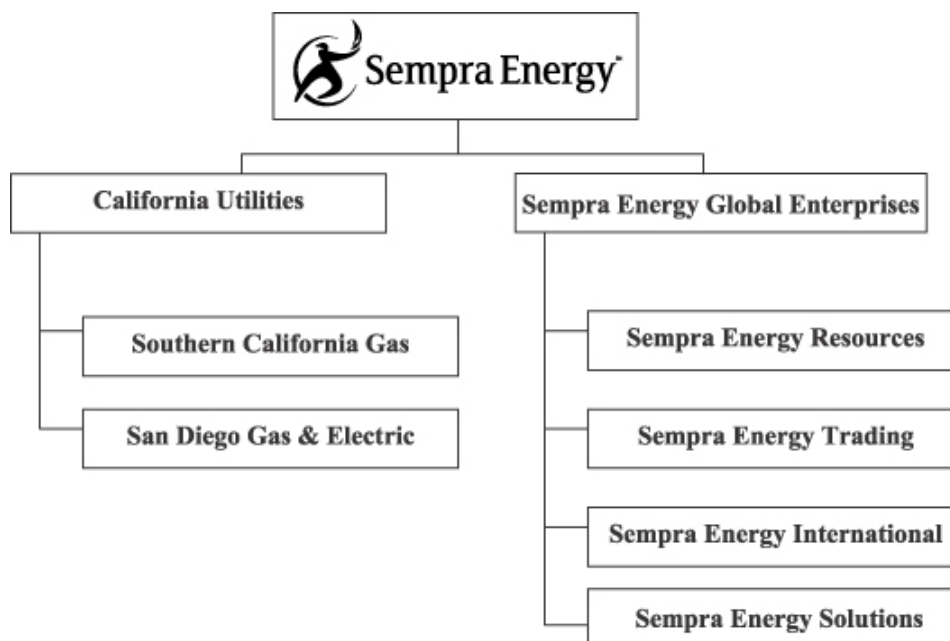 Sempra Energy™
California Utilities
Sempra Energy Global Enterprises
Southern California Gas
San Diego Gas & Electric
Sempra Energy Resources
Sempra Energy Trading
Sempra Energy International
Sempra Energy Solutions